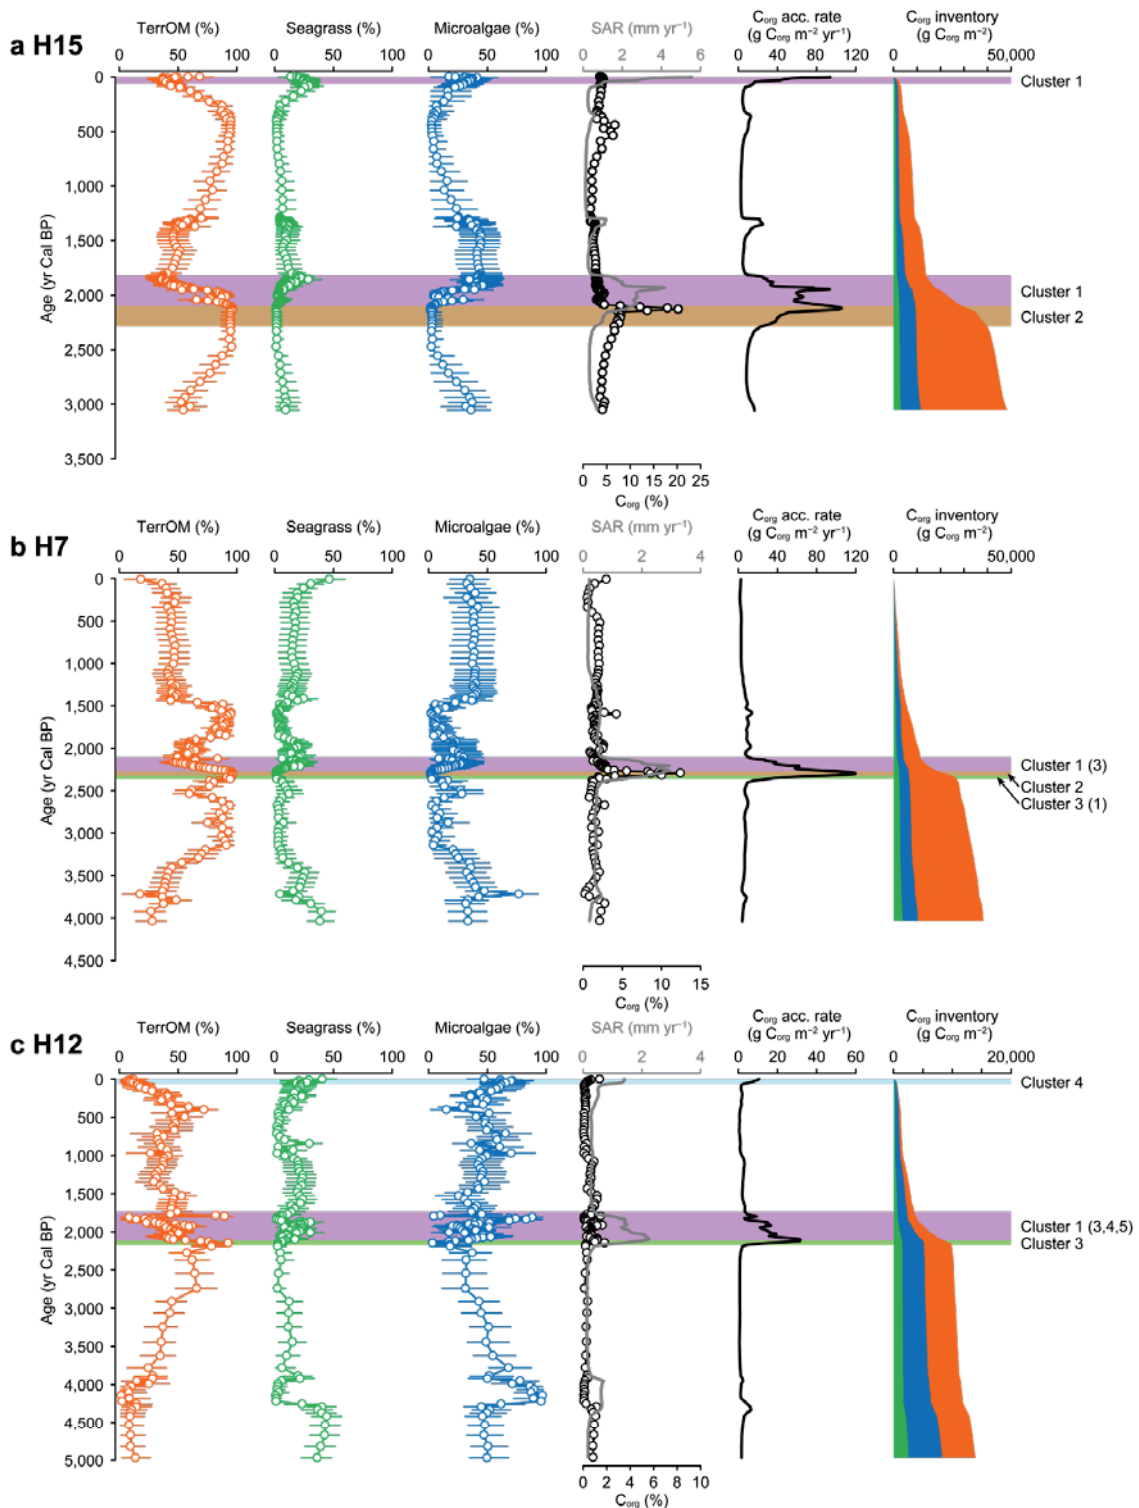 a H15
TerrOM (%)
Seagrass (%)
Microalgae (%)
SAR (mm yr⁻¹)
Cₒᵣg acc. rate
(g Cₒᵣg m⁻² yr⁻¹)
Cₒᵣg inventory
(g Cₒᵣg m⁻²)
0 50 100
0 50 100
0 50 100
0 2 4 6
0 40 80 120
0 50,000
Age (yr Cal BP)
0
500
1,000
1,500
2,000
2,500
3,000
3,500
Cluster 1
Cluster 1
Cluster 2
0 5 10 15 20 25
Cₒᵣg (%)
b H7
TerrOM (%)
Seagrass (%)
Microalgae (%)
SAR (mm yr⁻¹)
Cₒᵣg acc. rate
(g Cₒᵣg m⁻² yr⁻¹)
Cₒᵣg inventory
(g Cₒᵣg m⁻²)
0 50 100
0 50 100
0 50 100
0 2 4
0 40 80 120
0 50,000
Age (yr Cal BP)
0
500
1,000
1,500
2,000
2,500
3,000
3,500
4,000
4,500
Cluster 1 (3)
Cluster 2
Cluster 3 (1)
0 5 10 15
Cₒᵣg (%)
c H12
TerrOM (%)
Seagrass (%)
Microalgae (%)
SAR (mm yr⁻¹)
Cₒᵣg acc. rate
(g Cₒᵣg m⁻² yr⁻¹)
Cₒᵣg inventory
(g Cₒᵣg m⁻²)
0 50 100
0 50 100
0 50 100
0 2 4
0 20 40 60
0 20,000
Age (yr Cal BP)
0
500
1,000
1,500
2,000
2,500
3,000
3,500
4,000
4,500
5,000
Cluster 4
Cluster 1 (3,4,5)
Cluster 3
0 2 4 6 8 10
Cₒᵣg (%)